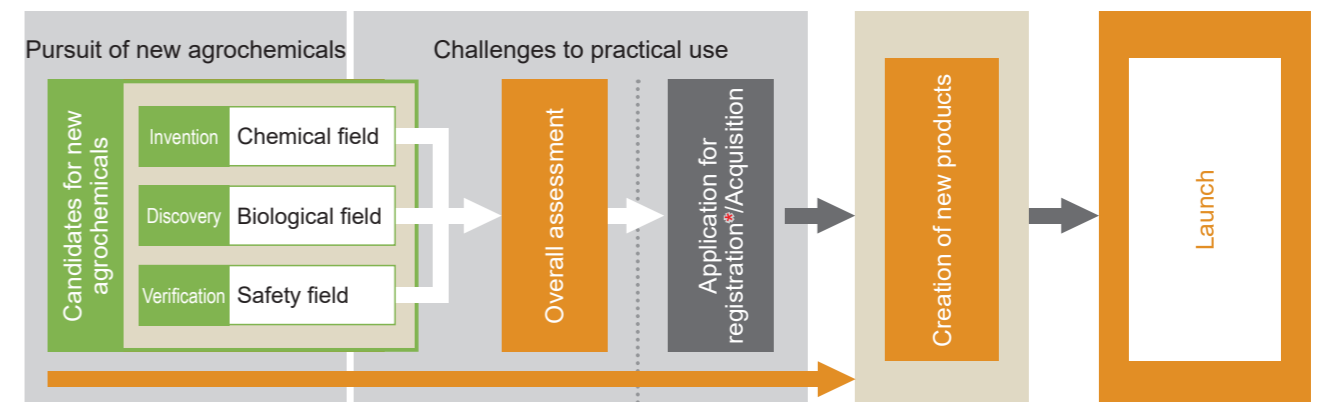 Pursuit of new agrochemicals
Challenges to practical use
Candidates for new
agrochemicals
Invention
Chemical field
Discovery
Biological field
Verification
Safety field
Overall assessment
Application for
registration*/Acquisition
Creation of new products
Launch